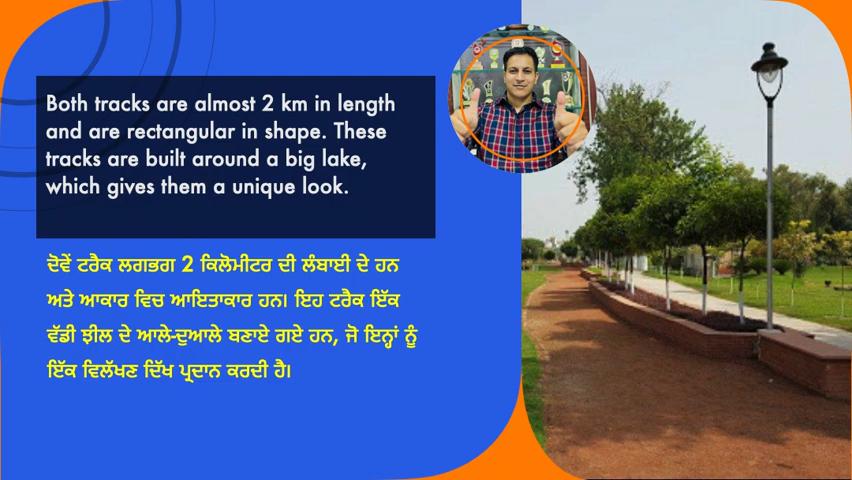 Both tracks are almost 2 km in length
and are rectangular in shape. These
tracks are built around a big lake,
which gives them a unique look.
ਦੋਵੇਂ ਟਰੈਕ ਲਗਭਗ 2 ਕਿਲੋਮੀਟਰ ਦੀ ਲੰਬਾਈ ਦੇ ਹਨ
ਅਤੇ ਆਕਾਰ ਵਿਚ ਆਇਤਾਕਾਰ ਹਨ। ਇਹ ਟਰੈਕ ਇੱਕ
ਵੱਡੀ ਝੀਲ ਦੇ ਆਲੇ-ਦੁਆਲੇ ਬਣਾਏ ਗਏ ਹਨ, ਜੋ ਇਨ੍ਹਾਂ ਨੂੰ
ਇੱਕ ਵਿਲੱਖਣ ਦਿੱਖ ਪ੍ਰਦਾਨ ਕਰਦੀ ਹੈ।